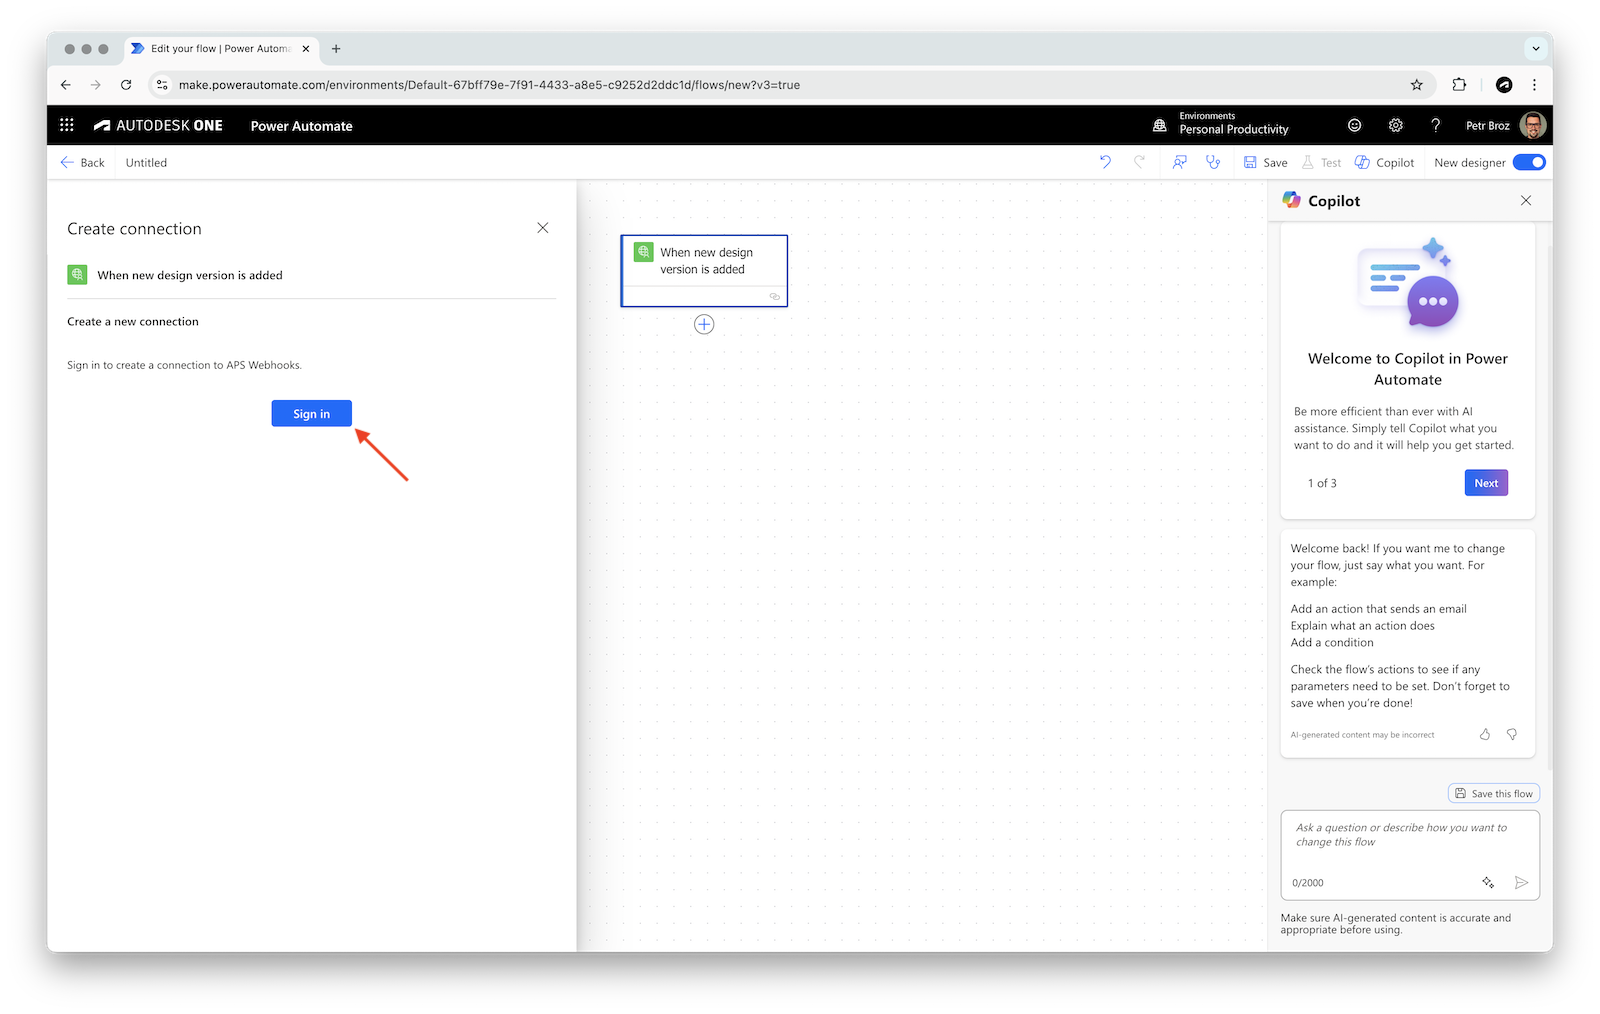 Edit your flow | Power Automa
make.powerautomate.com/environments/Default-67bff79e-7f91-4433-a8e5-c9252d2ddc1d/flows/new?v3=true
AUTODESK ONE
Power Automate
Environments
Personal Productivity
?
Petr Broz
Back
Untitled
Save
Test
Copilot
New designer
Create connection
When new design version is added
Create a new connection
Sign in to create a connection to APS Webhooks.
Sign in
When new design
version is added
Copilot
Welcome to Copilot in Power
Automate
Be more efficient than ever with AI
assistance. Simply tell Copilot what you
want to do and it will help you get started.
1 of 3
Next
Welcome back! If you want me to change
your flow, just say what you want. For
example:
Add an action that sends an email
Explain what an action does
Add a condition
Check the flow's actions to see if any
parameters need to be set. Don't forget to
save when you're done!
AI-generated content may be incorrect
Save this flow
Ask a question or describe how you want to
change this flow
0/2000
Make sure AI-generated content is accurate and
appropriate before using.